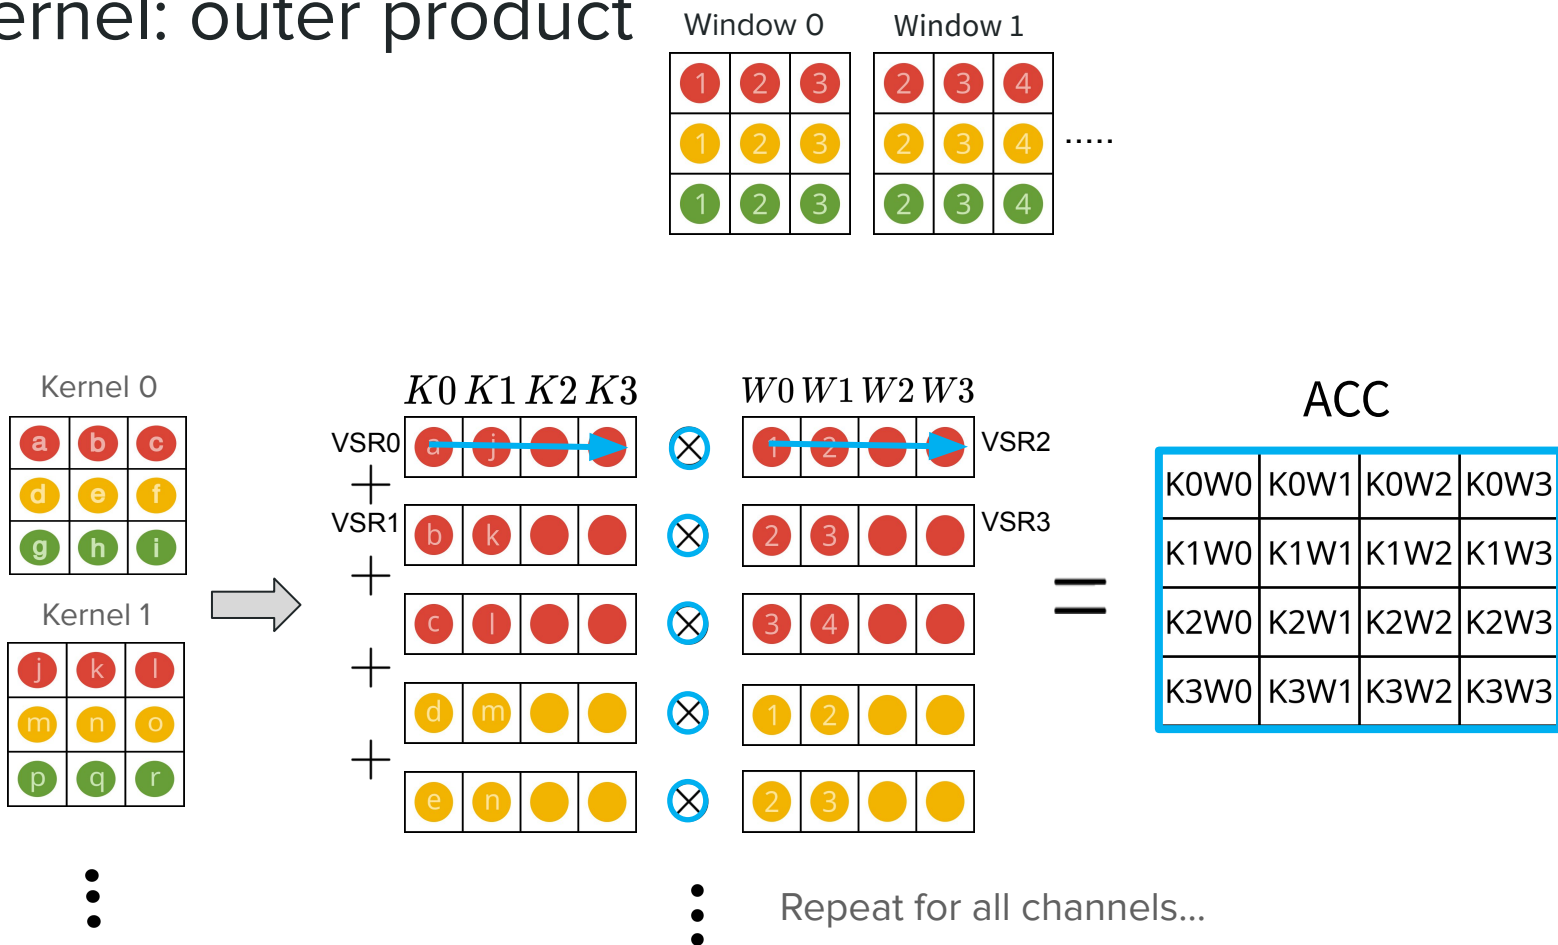 ernel: outer product
Window 0 Window 1
1 2 3 2 3 4
1 2 3 2 3 4 .....
1 2 3 2 3 4
Kernel 0
a b c
d e f
g h i
Kernel 1
j k l
m n o
p q r
K0 K1 K2 K3 W0 W1 W2 W3
VSR0 a j ⊗ 1 2 VSR2
+
VSR1 b k ⊗ 2 3 VSR3
+
c l ⊗ 3 4
+
d m ⊗ 1 2
+
e n ⊗ 2 3
=
ACC
K0W0 K0W1 K0W2 K0W3
K1W0 K1W1 K1W2 K1W3
K2W0 K2W1 K2W2 K2W3
K3W0 K3W1 K3W2 K3W3
Repeat for all channels...